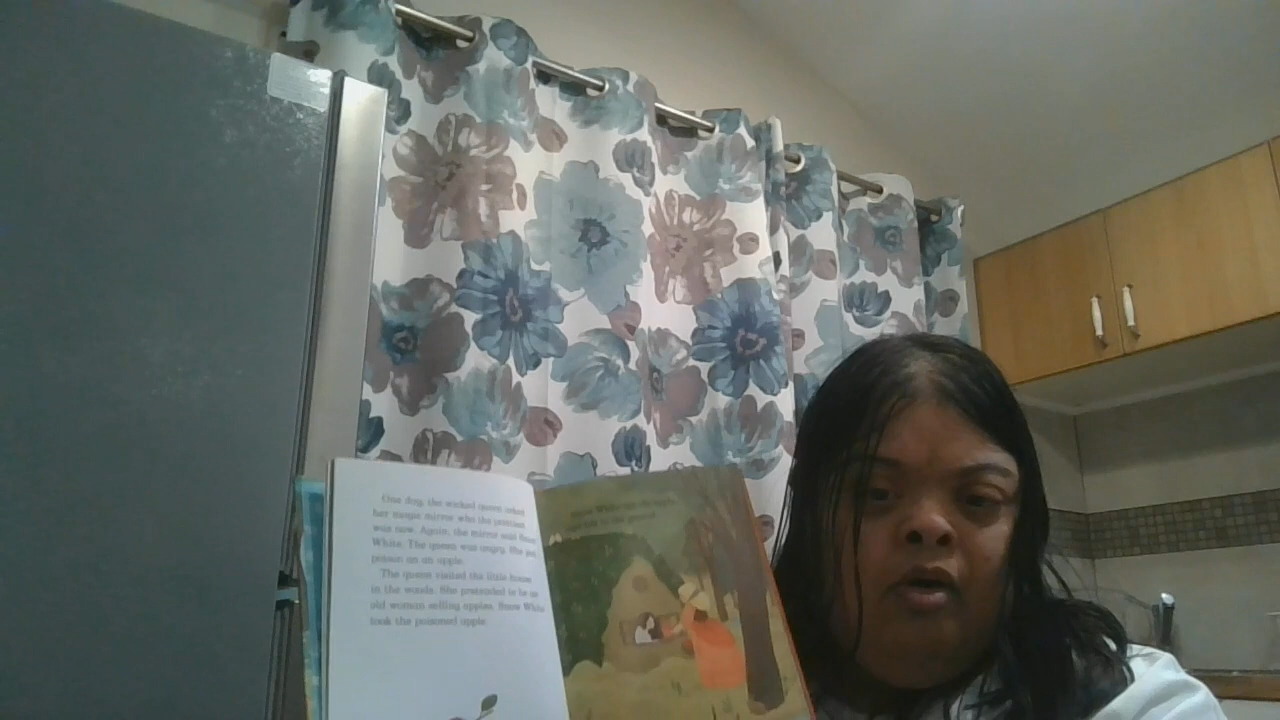 One day, the wicked queen asked
her magic mirror who the prettiest
was now. Again, the mirror said Snow
White. The queen was angry. She put
poison on an apple.
The queen visited the little house
in the woods. She pretended to be an
old woman selling apples. Snow White
took the poisoned apple.
Snow White